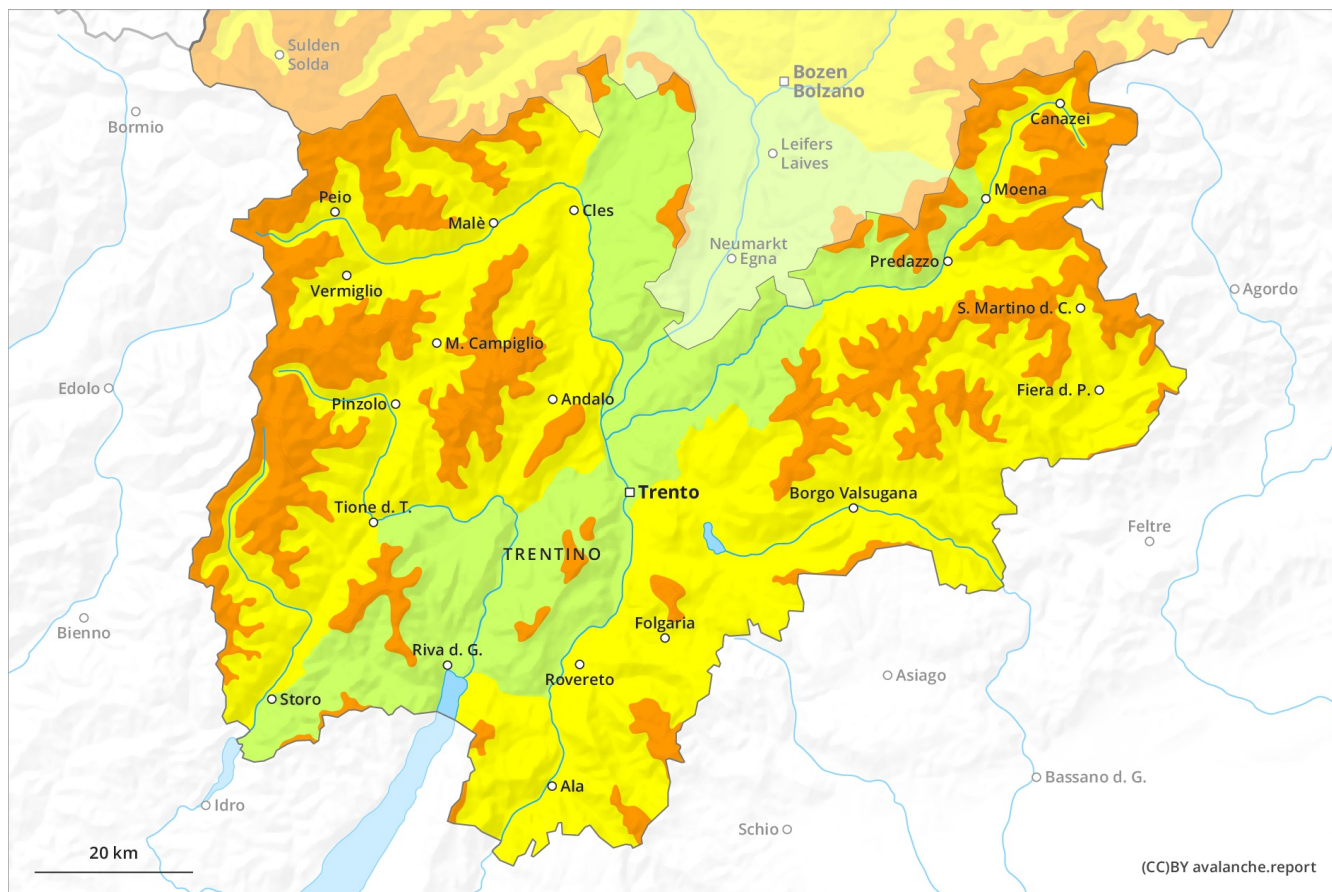 Sulden
Solda
Bozen
Bolzano
Bormio
Canazei
Leifers
Laives
Peio
Moena
Malè
Cles
Neumarkt
Egna
Predazzo
Vermiglio
Agordo
S. Martino d. C.
M. Campiglio
Edolo
Fiera d. P.
Pinzolo
Andalo
Trento
Borgo Valsugana
Tione d. T.
Feltre
TRENTINO
Bienno
Folgaria
Riva d. G.
Rovereto
Asiago
Storo
Bassano d. G.
Ala
Idro
Schio
20 km
(CC)BY avalanche.report